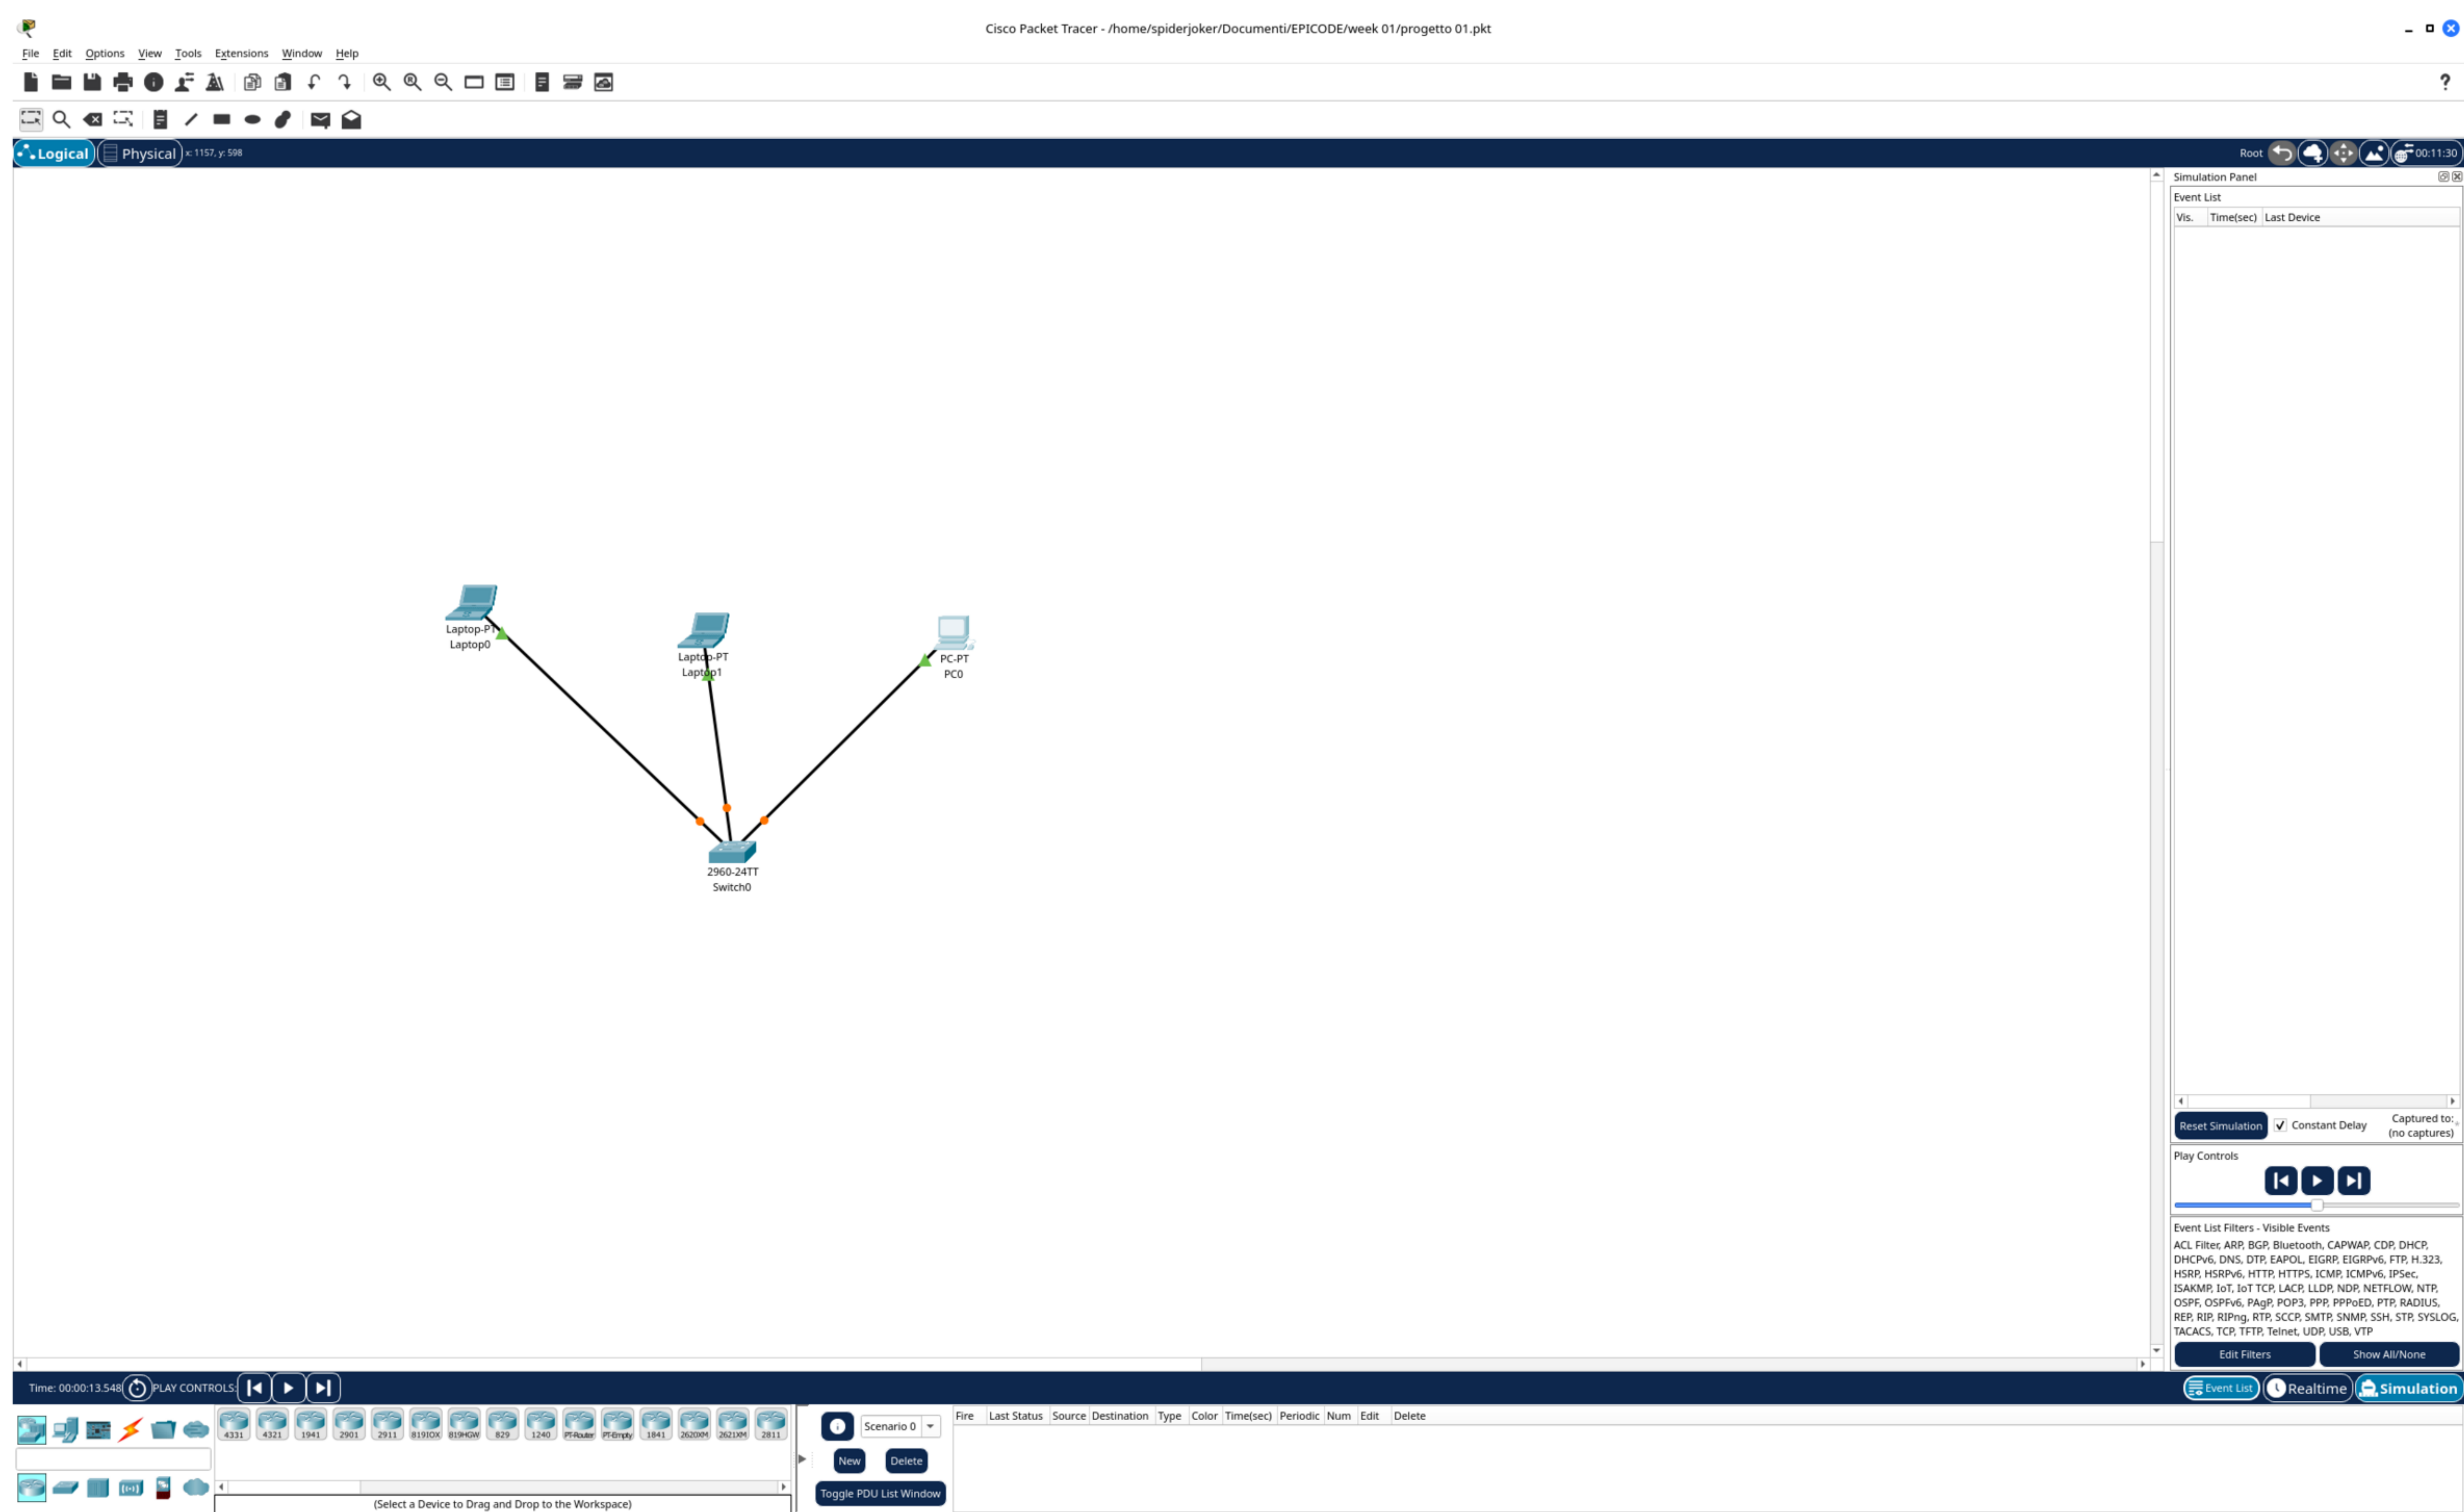 Cisco Packet Tracer - /home/spiderjoker/Documenti/EPICODE/week 01/progetto 01.pkt
File Edit Options View Tools Extensions Window Help
?
Logical Physical x: 1157, y: 598 Root 00:11:30
Simulation Panel
Event List
Vis. Time(sec) Last Device
Laptop-PT
Laptop0
Laptop-PT
Laptop1
PC-PT
PC0
2960-24TT
Switch0
Reset Simulation Constant Delay Captured to:
(no captures)
Play Controls
Event List Filters - Visible Events
ACL Filter, ARP, BGP, Bluetooth, CAPWAP, CDP, DHCP,
DHCPv6, DNS, DTP, EAPOL, EIGRP, EIGRPv6, FTP, H.323,
HSRP, HSRPv6, HTTP, HTTPS, ICMP, ICMPv6, IPSec,
ISAKMP, IoT, IoT TCP, LACP, LLDP, NDP, NETFLOW, NTP,
OSPF, OSPFv6, PAgP, POP3, PPP, PPPoED, PTP, RADIUS,
REP, RIP, RIPng, RTP, SCCP, SMTP, SNMP, SSH, STP, SYSLOG,
TACACS, TCP, TFTP, Telnet, UDP, USB, VTP
Edit Filters Show All/None
Time: 00:00:13.548 PLAY CONTROLS: Event List Realtime Simulation
4331 4321 1941 2901 2911 819IOX 819HGW 829 1240 PT-Router PT-Empty 1841 2620XM 2621XM 2811
Scenario 0
New Delete
Toggle PDU List Window
Fire Last Status Source Destination Type Color Time(sec) Periodic Num Edit Delete
(Select a Device to Drag and Drop to the Workspace)